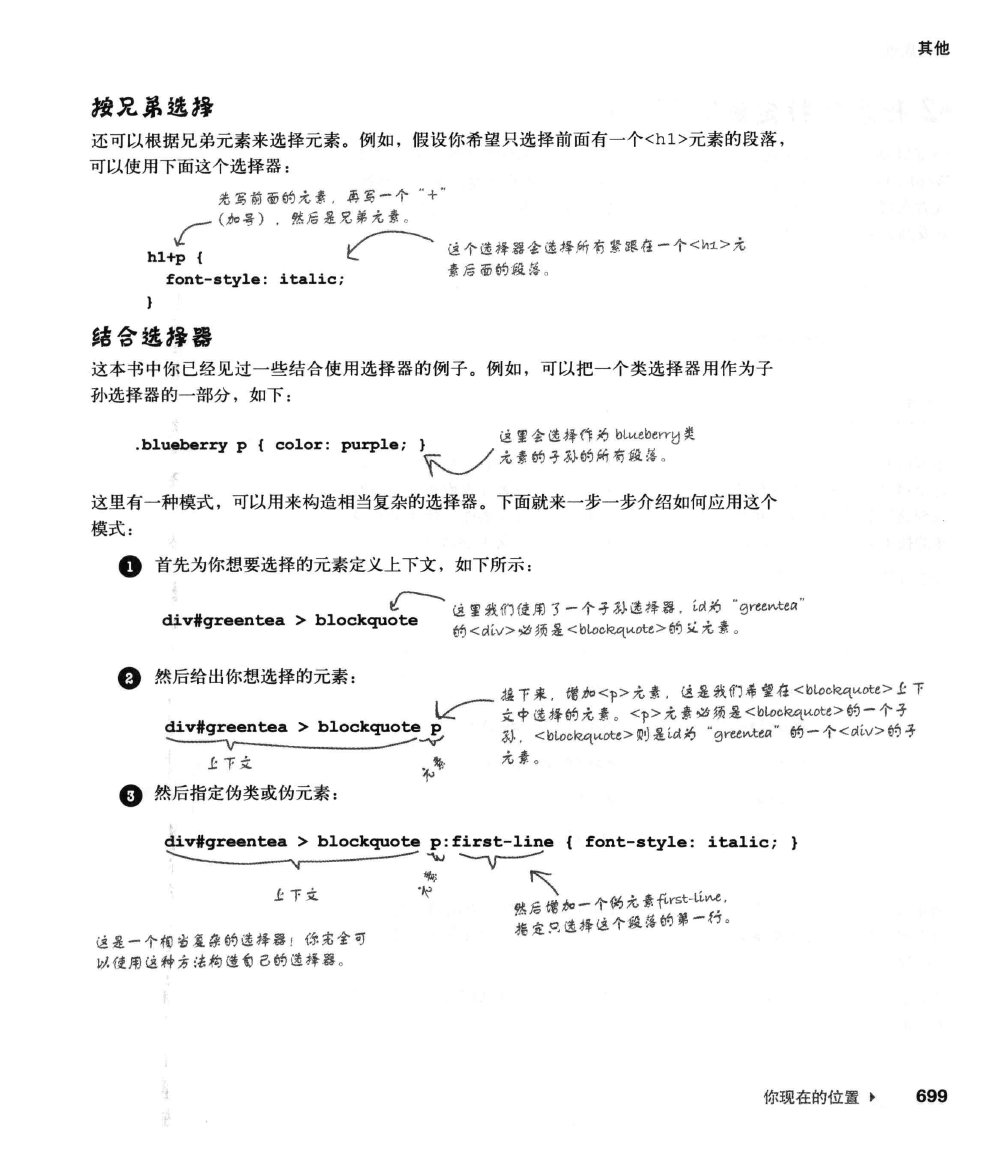 其他
按兄弟选择
还可以根据兄弟元素来选择元素。例如，假设你希望只选择前面有一个<h1>元素的段落，
可以使用下面这个选择器：
先写前面的元素，再写一个“+”
（加号），然后是兄弟元素。
h1+p {
font-style: italic;
}
这个选择器会选择所有紧跟在一个<h1>元
素后面的段落。
结合选择器
这本书中你已经见过一些结合使用选择器的例子。例如，可以把一个类选择器用作为子
孙选择器的一部分，如下：
.blueberry p { color: purple; }
这里会选择作为 blueberry类
元素的子孙的所有段落。
这里有一种模式，可以用来构造相当复杂的选择器。下面就来一步一步介绍如何应用这个
模式：
1 首先为你想要选择的元素定义上下文，如下所示：
div#greentea > blockquote
这里我们使用了一个子孙选择器，id为“greentea”
的<div>必须是<blockquote>的父元素。
2 然后给出你想选择的元素：
div#greentea > blockquote p
上下文
元素
接下来，增加<p>元素，这是我们希望在<blockquote>上下
文中选择的元素。<p>元素必须是<blockquote>的一个子
孙，<blockquote>则是id为“greentea”的一个<div>的子
元素。
3 然后指定伪类或伪元素：
div#greentea > blockquote p:first-line { font-style: italic; }
上下文
元素
然后增加一个伪元素first-line，
指定只选择这个段落的第一行。
这是一个相当复杂的选择器！你完全可
以使用这种方法构造自己的选择器。
你现在的位置 ▶ 699